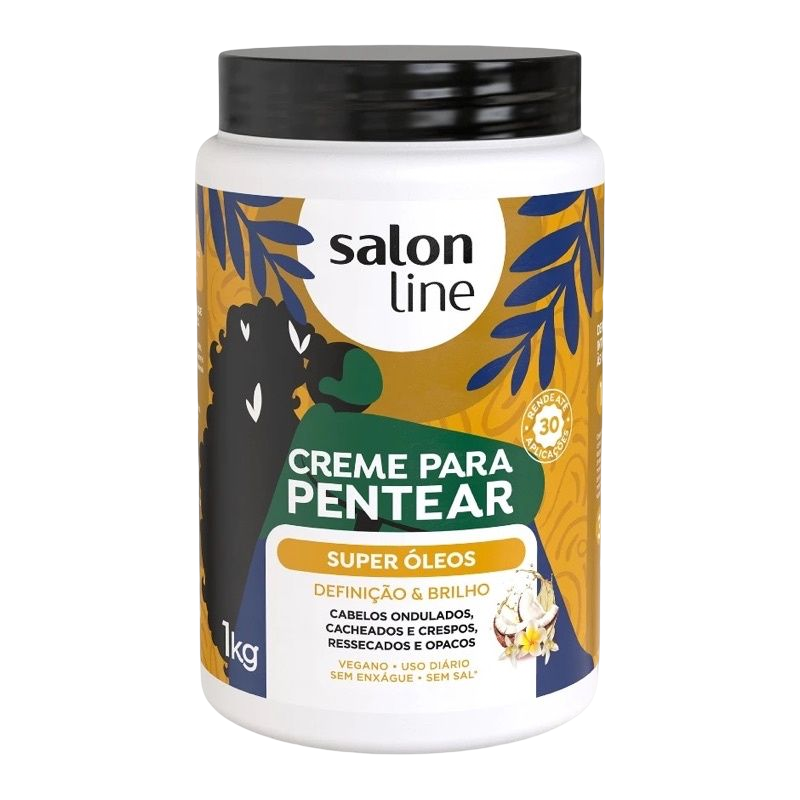 salon
line
RENDE ATÉ
30
APLICAÇÕES
CREME PARA
PENTEAR
SUPER ÓLEOS
DEFINIÇÃO & BRILHO
CABELOS ONDULADOS,
CACHEADOS E CRESPOS,
RESSECADOS E OPACOS
VEGANO • USO DIÁRIO
SEM ENXÁGUE • SEM SAL*
1kg